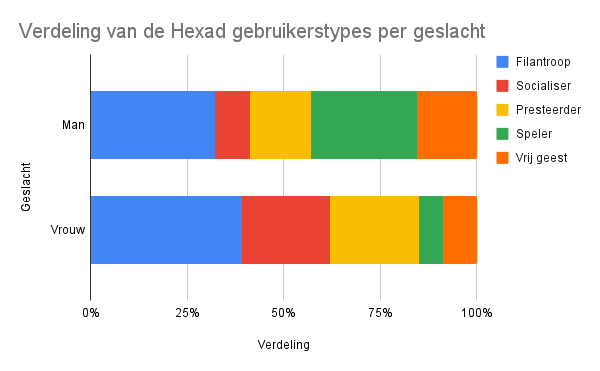 Verdeling van de Hexad gebruikerstypes per geslacht
Filantroop
Socialiser
Presteerder
Speler
Vrij geest
Geslacht
Man
Vrouw
0%
25%
50%
75%
100%
Verdeling